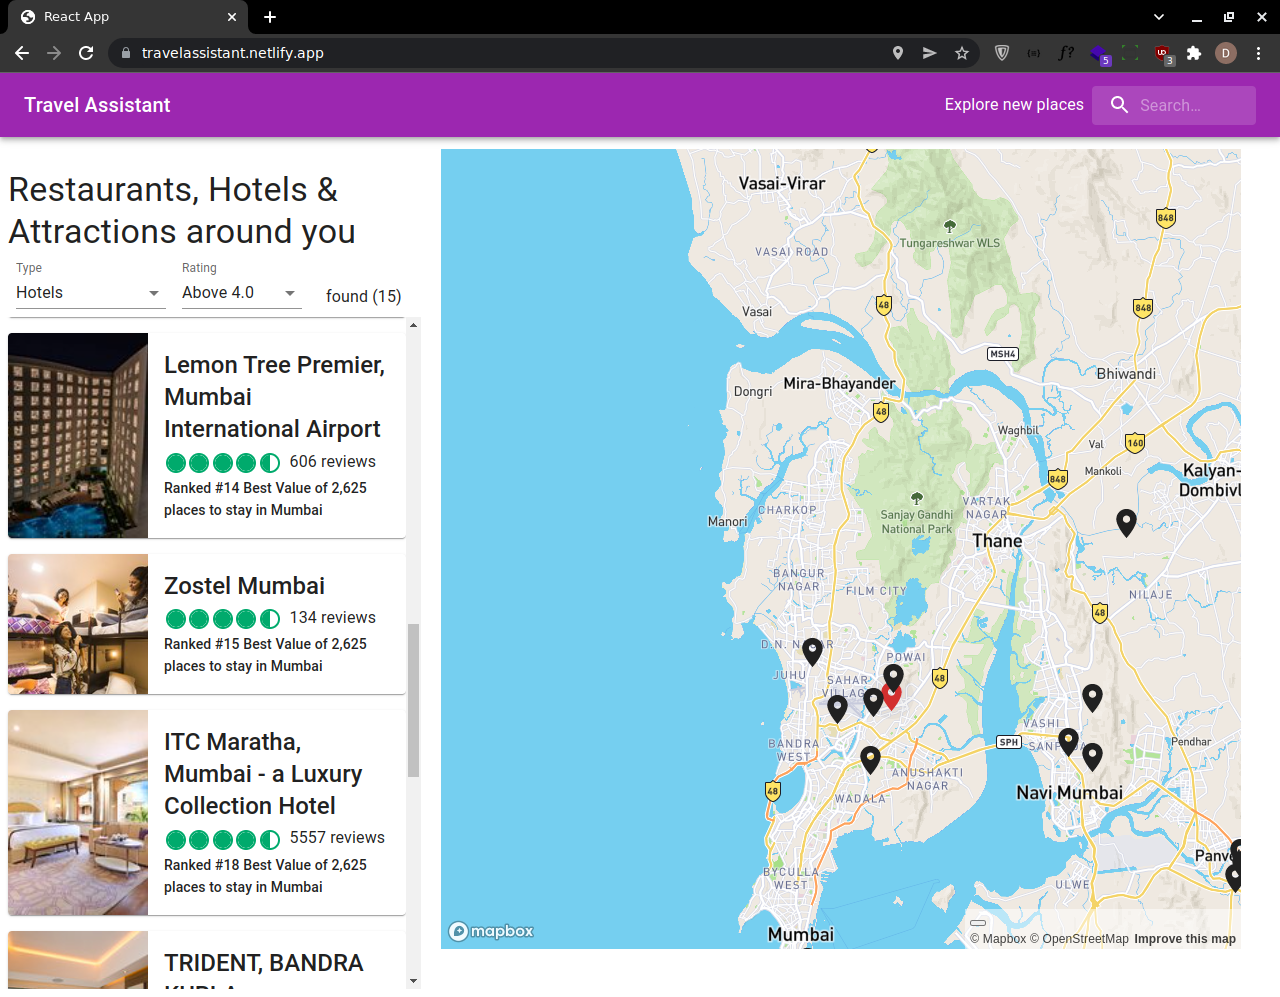 React App
travelassistant.netlify.app
5
3
D
Travel Assistant
Explore new places
Search...
Restaurants, Hotels &
Attractions around you
Type
Hotels
Rating
Above 4.0
found (15)
Lemon Tree Premier,
Mumbai
International Airport
606 reviews
Ranked #14 Best Value of 2,625
places to stay in Mumbai
Zostel Mumbai
134 reviews
Ranked #15 Best Value of 2,625
places to stay in Mumbai
ITC Maratha,
Mumbai - a Luxury
Collection Hotel
5557 reviews
Ranked #18 Best Value of 2,625
places to stay in Mumbai
TRIDENT, BANDRA
Vasai-Virar
848
Tungareshwar WLS
VASAI ROAD
48
848
Vasai
MSH4
Bhiwandi
Mira-Bhayander
Dongri
48
Waghbil
Val
160
Mankoli
Kalyan-
Dombivl
848
VARTAK
NAGAR
CHARKOP
Manori
Sanjay Gandhi
National Park
Thane
BANGUR
NAGAR
FILM CITY
NILAJE
48
POWAI
JUHU
SAHAR
48
VASHI
BANDRA
WEST
SPH
Pendhar
ANUSHAKTI
NAGAR
48
WADALA
Navi Mumbai
BYCULLA
WEST
ULWE
Mumbai
mapbox
© Mapbox © OpenStreetMap Improve this map